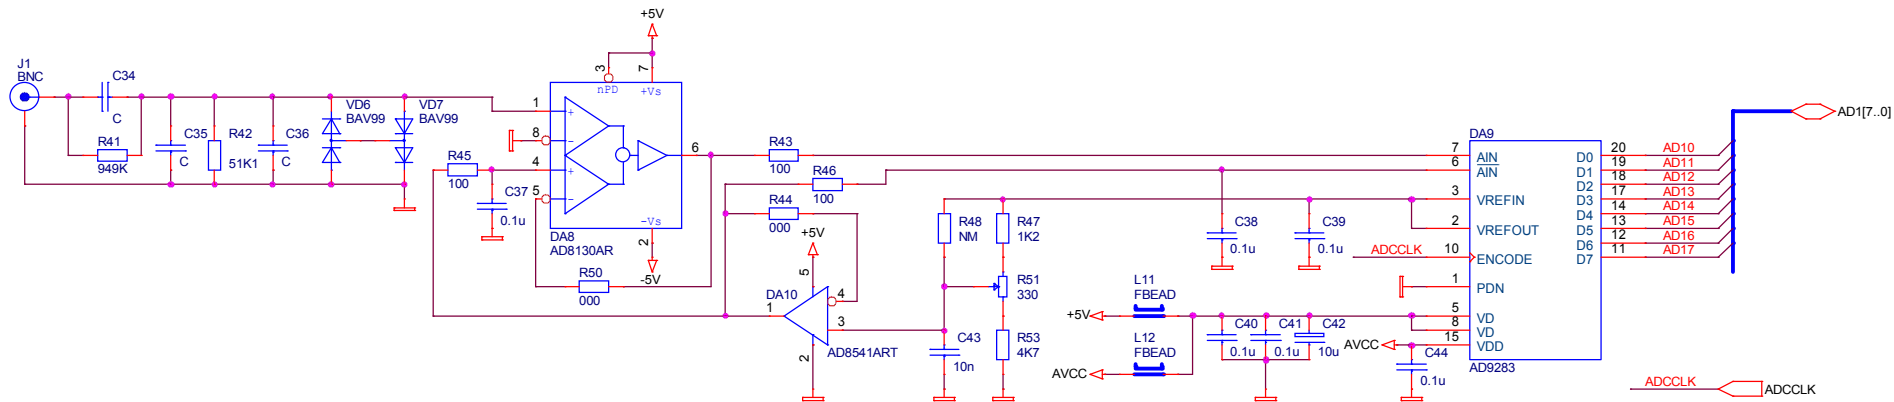 J1
BNC
C34
C
R41
949K
C35
C
R42
51K1
C36
C
VD6
BAV99
VD7
BAV99
+5V
3
7
nPD
+Vs
1
8
4
5
6
2
-Vs
-5V
DA8
AD8130AR
R45
100
C37
0.1u
R50
000
R43
100
R46
100
R44
000
+5V
5
DA10
1
4
3
2
AD8541ART
R48
NM
R47
1K2
R51
330
R53
4K7
C43
10n
C38
0.1u
C39
0.1u
ADCCLK
L11
FBEAD
+5V
L12
FBEAD
AVCC
C40
0.1u
C41
0.1u
C42
10u
AVCC
C44
0.1u
DA9
7 AIN
6 AIN
3 VREFIN
2 VREFOUT
10 ENCODE
1 PDN
5 VD
8 VD
15 VDD
D0 20 AD10
D1 19 AD11
D2 18 AD12
D3 17 AD13
D4 14 AD14
D5 13 AD15
D6 12 AD16
D7 11 AD17
AD9283
AD1[7..0]
ADCCLK
ADCCLK